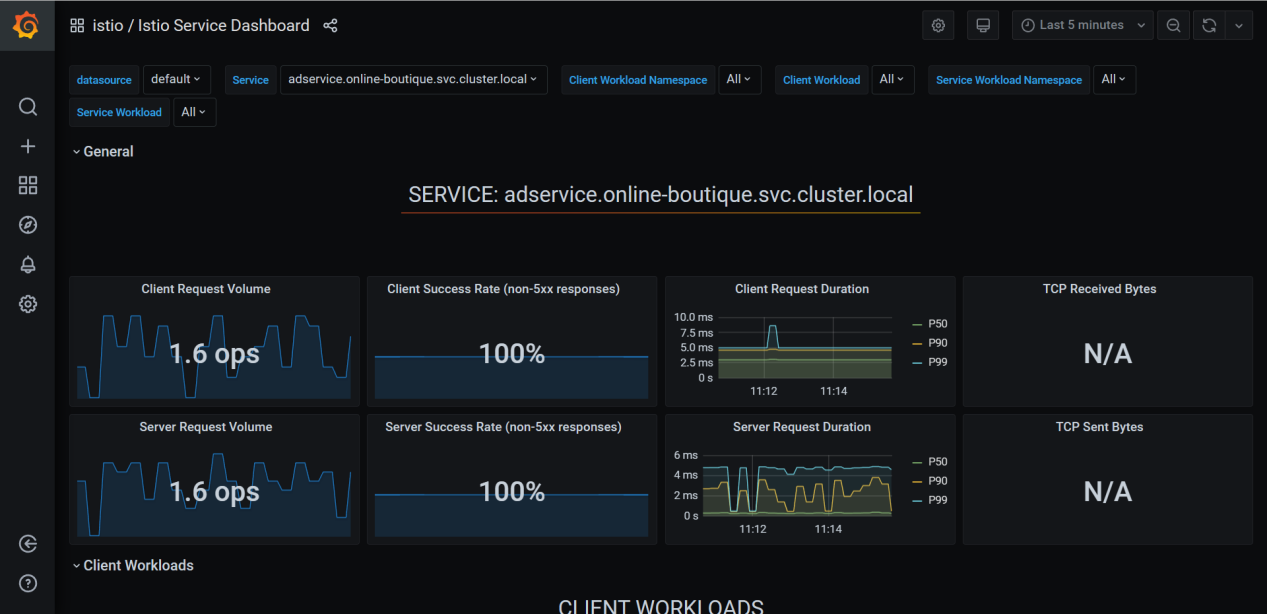 istio / Istio Service Dashboard
Last 5 minutes
datasource default Service adservice.online-boutique.svc.cluster.local Client Workload Namespace All Client Workload All Service Workload Namespace All
Service Workload All
General
SERVICE: adservice.online-boutique.svc.cluster.local
Client Request Volume
1.6 ops
Client Success Rate (non-5xx responses)
100%
Client Request Duration
10.0 ms
7.5 ms
5.0 ms
2.5 ms
0 s
11:12 11:14
P50
P90
P99
TCP Received Bytes
N/A
Server Request Volume
1.6 ops
Server Success Rate (non-5xx responses)
100%
Server Request Duration
6 ms
4 ms
2 ms
0 s
11:12 11:14
P50
P90
P99
TCP Sent Bytes
N/A
Client Workloads
CLIENT WORKLOADS